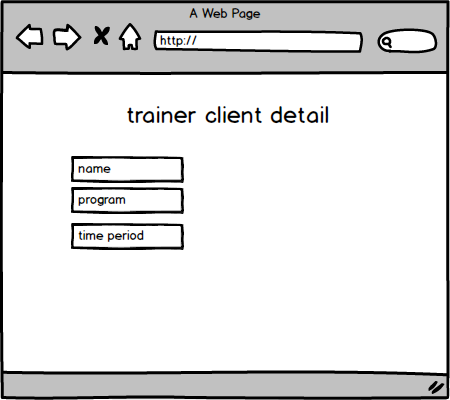 A Web Page
http://
trainer client detail
name
program
time period